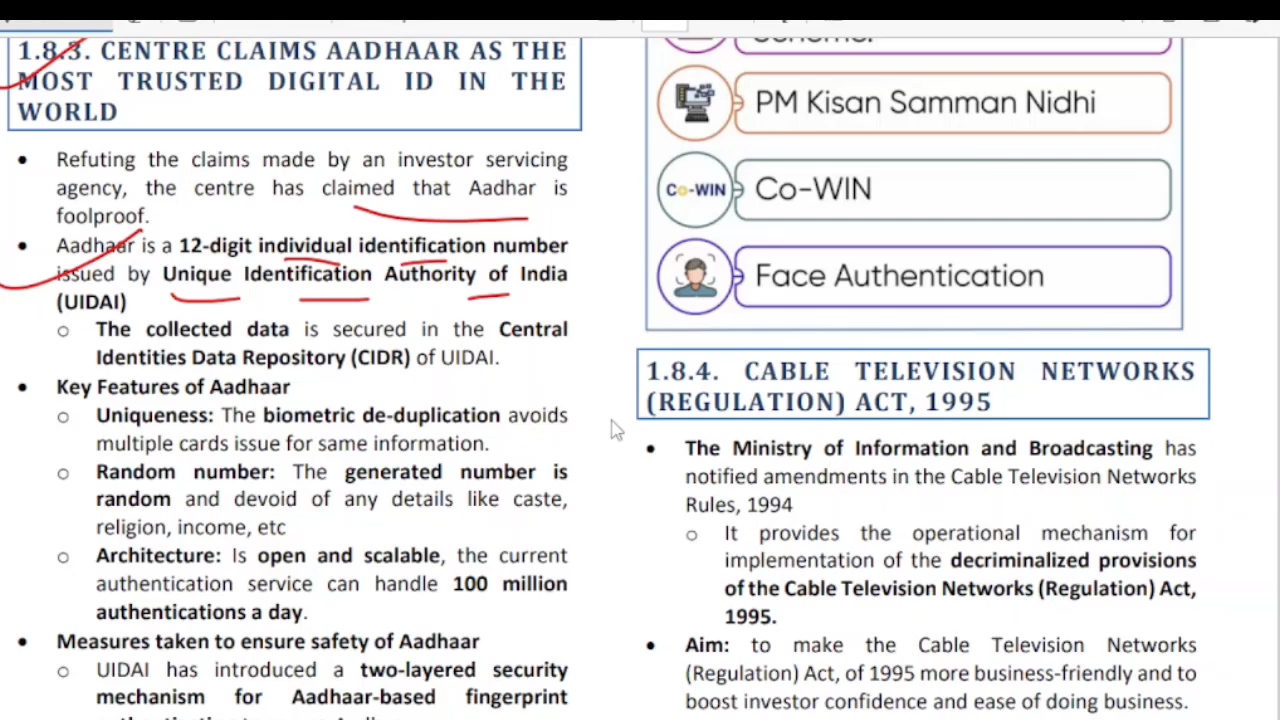 1.8.3. CENTRE CLAIMS AADHAAR AS THE
MOST TRUSTED DIGITAL ID IN THE
WORLD
• Refuting the claims made by an investor servicing
agency, the centre has claimed that Aadhar is
foolproof.
• Aadhaar is a 12-digit individual identification number
issued by Unique Identification Authority of India
(UIDAI)
o The collected data is secured in the Central
Identities Data Repository (CIDR) of UIDAI.
• Key Features of Aadhaar
o Uniqueness: The biometric de-duplication avoids
multiple cards issue for same information.
o Random number: The generated number is
random and devoid of any details like caste,
religion, income, etc
o Architecture: Is open and scalable, the current
authentication service can handle 100 million
authentications a day.
• Measures taken to ensure safety of Aadhaar
o UIDAI has introduced a two-layered security
mechanism for Aadhaar-based fingerprint
PM Kisan Samman Nidhi
Co-WIN
Co-WIN
Face Authentication
1.8.4. CABLE TELEVISION NETWORKS
(REGULATION) ACT, 1995
• The Ministry of Information and Broadcasting has
notified amendments in the Cable Television Networks
Rules, 1994
o It provides the operational mechanism for
implementation of the decriminalized provisions
of the Cable Television Networks (Regulation) Act,
1995.
• Aim: to make the Cable Television Networks
(Regulation) Act, of 1995 more business-friendly and to
boost investor confidence and ease of doing business.